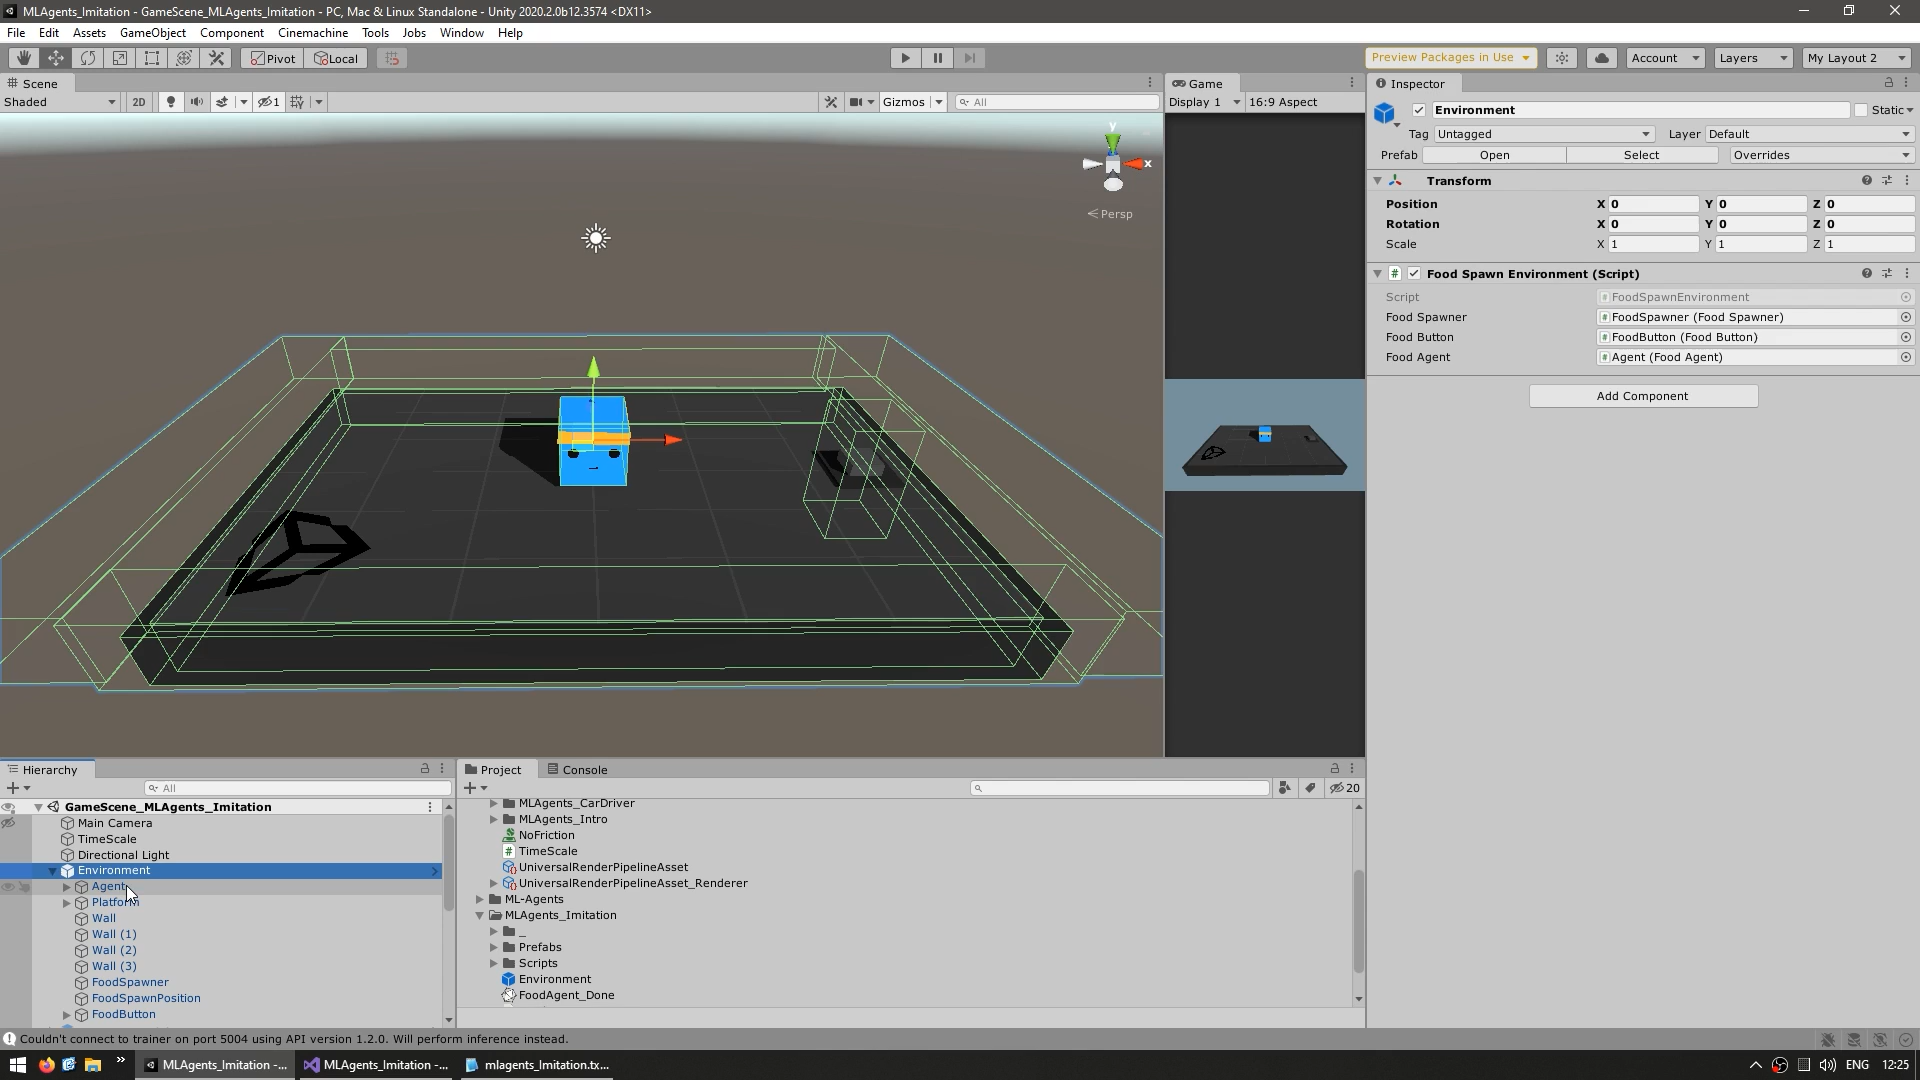 MLAgents_Imitation - GameScene_MLAgents_Imitation - PC, Mac & Linux Standalone - Unity 2020.2.0b12.3574 <DX11>
File Edit Assets GameObject Component Cinemachine Tools Jobs Window Help
Pivot Local Preview Packages in Use Account Layers My Layout 2
Scene
Shaded 2D 1 Gizmos All
y
x
Persp
Game
Display 1 16:9 Aspect
Inspector
Environment Static
Tag Untagged Layer Default
Prefab Open Select Overrides
Transform
Position X 0 Y 0 Z 0
Rotation X 0 Y 0 Z 0
Scale X 1 Y 1 Z 1
# Food Spawn Environment (Script)
Script # FoodSpawnEnvironment
Food Spawner # FoodSpawner (Food Spawner)
Food Button # FoodButton (Food Button)
Food Agent # Agent (Food Agent)
Add Component
Hierarchy
All
GameScene_MLAgents_Imitation
Main Camera
TimeScale
Directional Light
Environment
Agent
Platform
Wall
Wall (1)
Wall (2)
Wall (3)
FoodSpawner
FoodSpawnPosition
FoodButton
Project Console
20
MLAgents_CarDriver
MLAgents_Intro
NoFriction
# TimeScale
UniversalRenderPipelineAsset
UniversalRenderPipelineAsset_Renderer
ML-Agents
MLAgents_Imitation
_
Prefabs
Scripts
Environment
FoodAgent_Done
Couldn't connect to trainer on port 5004 using API version 1.2.0. Will perform inference instead.
MLAgents_Imitation -... MLAgents_Imitation -... mlagents_Imitation.tx... ENG 12:25